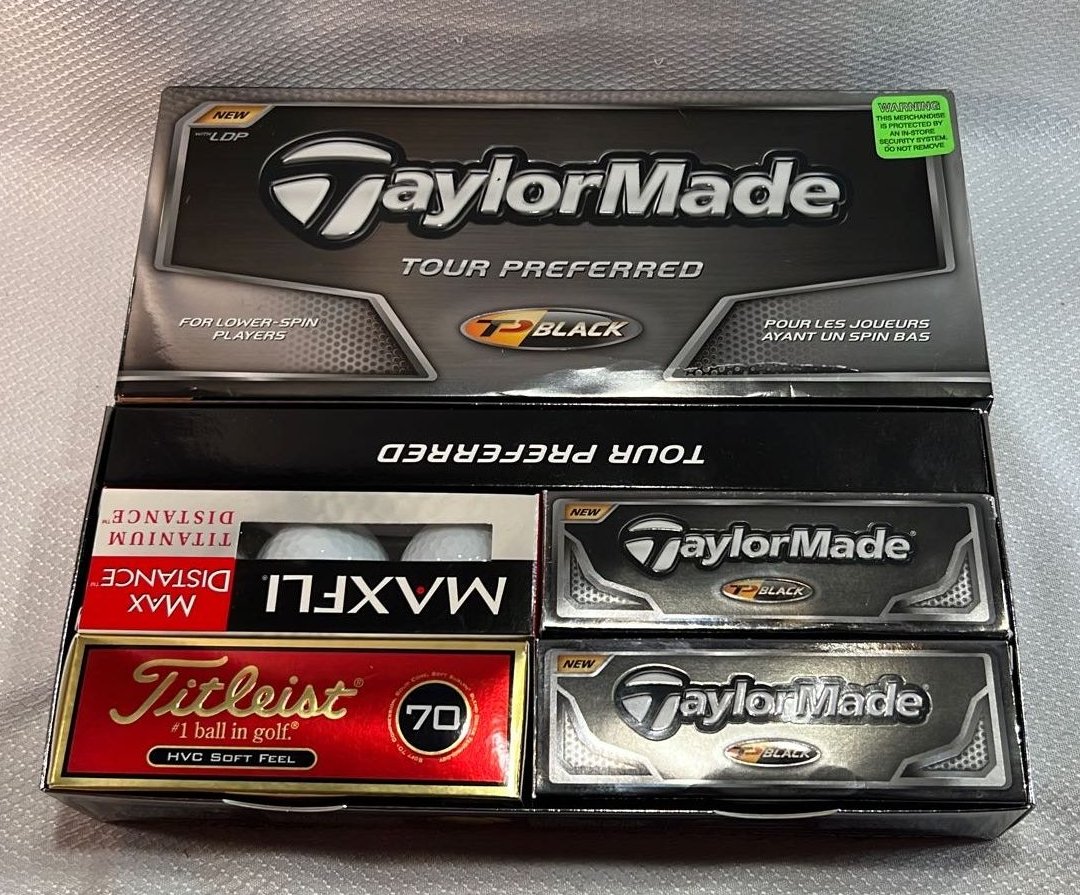 NEW
WITH LDP
WARNING
THIS MERCHANDISE
IS PROTECTED BY
AN IN-STORE
SECURITY SYSTEM.
DO NOT REMOVE
TaylorMade
TOUR PREFERRED
FOR LOWER-SPIN
PLAYERS
TP BLACK
POUR LES JOUEURS
AYANT UN SPIN BAS
TOUR PREFERRED
MAXFLI®
MAX
DISTANCE™
TITANIUM
DISTANCE™
NEW
TaylorMade®
TP BLACK
Titleist®
#1 ball in golf.®
HVC SOFT FEEL
70
NEW
TaylorMade
TP BLACK